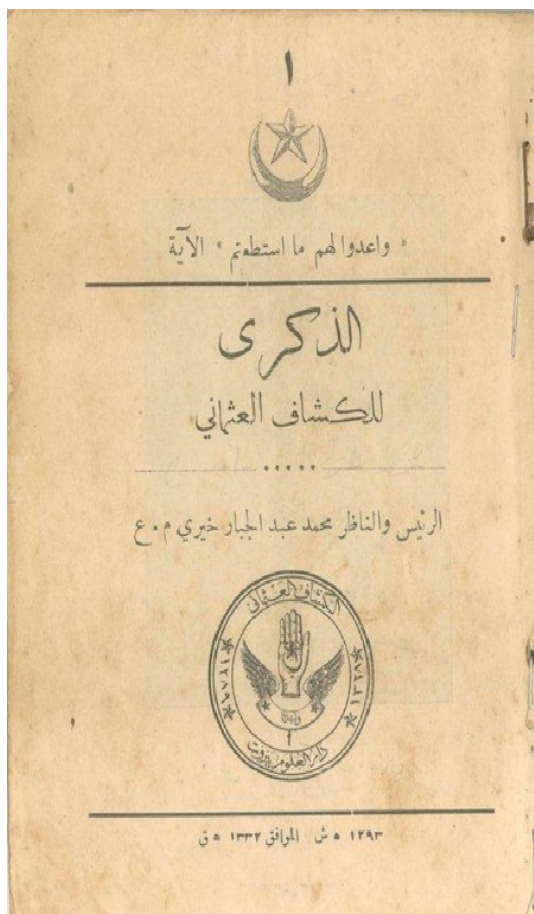 ١
« واعدوا لهم ما استطعتم » الآية
الذكرى
للكشاف العثماني
الرئيس والناظر محمد عبد الجبار خيري م . ع
الكشاف العثماني
دار العلوم بيروت
١٢٩٣ ه ش الموافق ١٣٣٢ ه ق